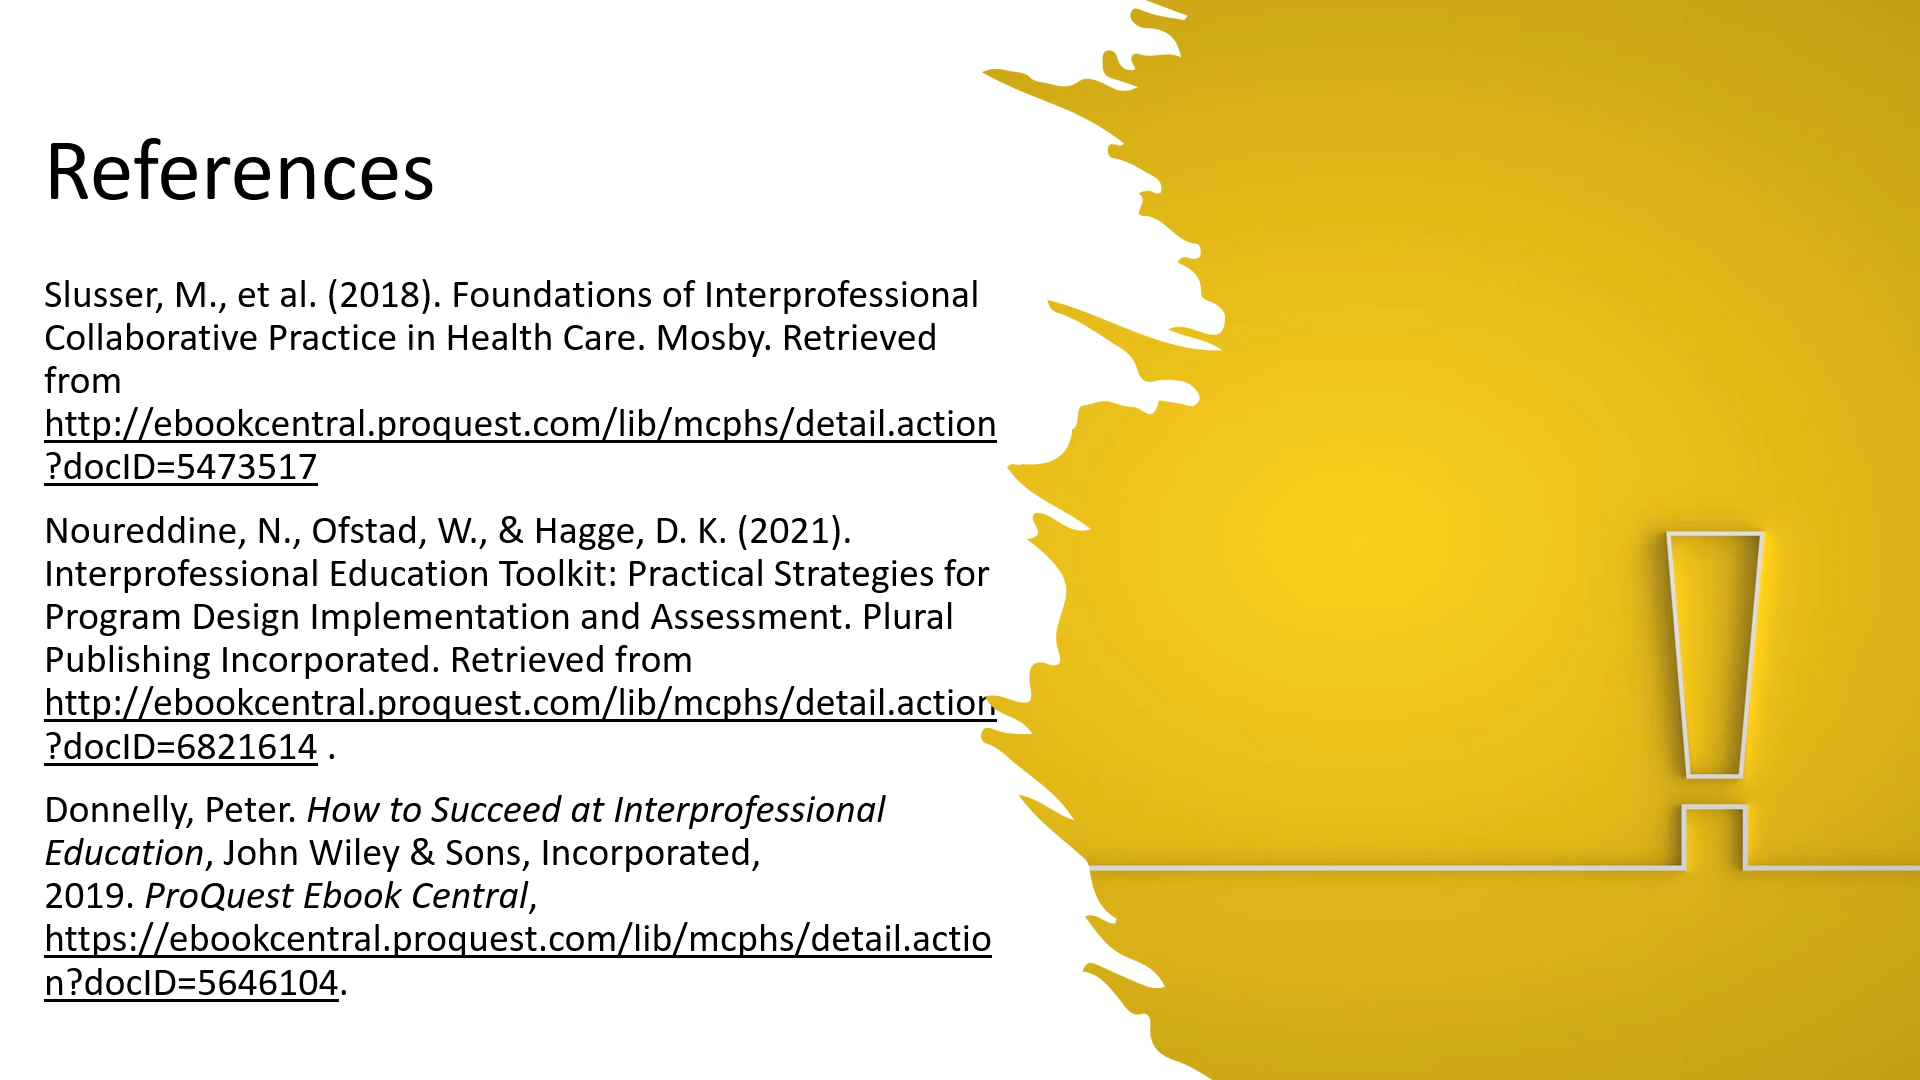 References
Slusser, M., et al. (2018). Foundations of Interprofessional
Collaborative Practice in Health Care. Mosby. Retrieved
from
http://ebookcentral.proquest.com/lib/mcphs/detail.action
?docID=5473517
Noureddine, N., Ofstad, W., & Hagge, D. K. (2021).
Interprofessional Education Toolkit: Practical Strategies for
Program Design Implementation and Assessment. Plural
Publishing Incorporated. Retrieved from
http://ebookcentral.proquest.com/lib/mcphs/detail.action
?docID=6821614 .
Donnelly, Peter. How to Succeed at Interprofessional
Education, John Wiley & Sons, Incorporated,
2019. ProQuest Ebook Central,
https://ebookcentral.proquest.com/lib/mcphs/detail.actio
n?docID=5646104.